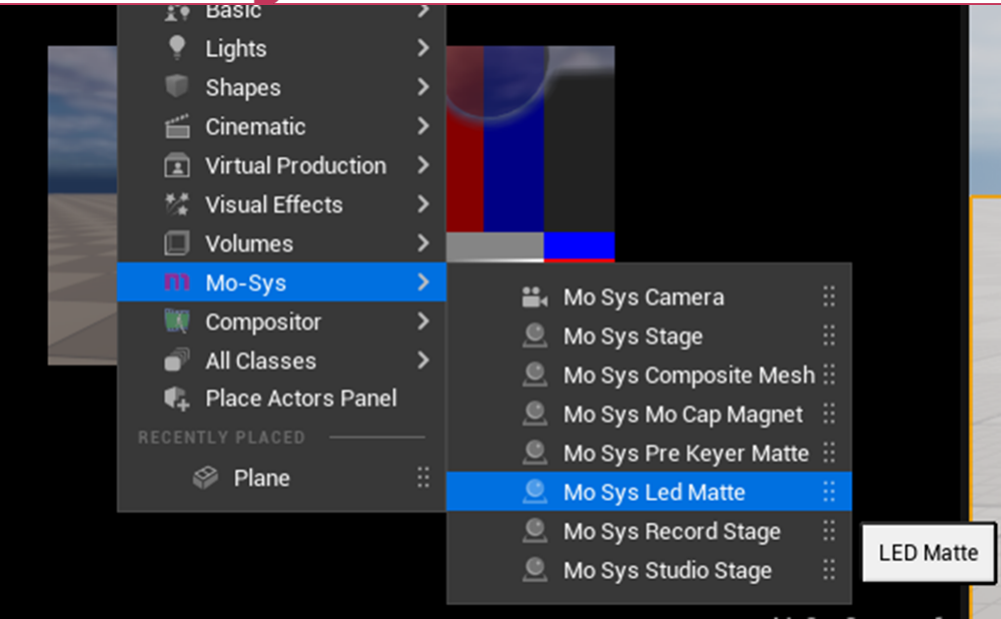 Basic
Lights
Shapes
Cinematic
Virtual Production
Visual Effects
Volumes
Mo-Sys
Compositor
All Classes
Place Actors Panel
RECENTLY PLACED
Plane
Mo Sys Camera
Mo Sys Stage
Mo Sys Composite Mesh
Mo Sys Mo Cap Magnet
Mo Sys Pre Keyer Matte
Mo Sys Led Matte
Mo Sys Record Stage
Mo Sys Studio Stage
LED Matte